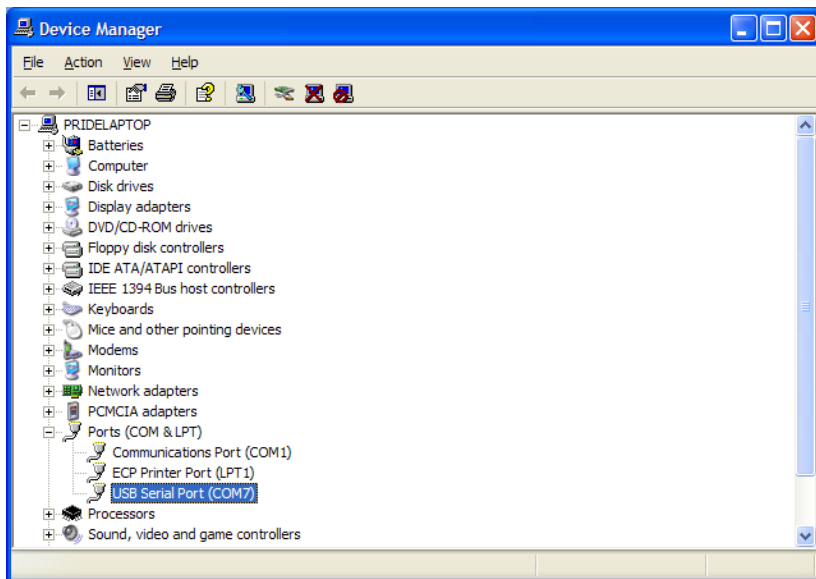 Device Manager
File Action View Help
PRIDELAPTOP
Batteries
Computer
Disk drives
Display adapters
DVD/CD-ROM drives
Floppy disk controllers
IDE ATA/ATAPI controllers
IEEE 1394 Bus host controllers
Keyboards
Mice and other pointing devices
Modems
Monitors
Network adapters
PCMCIA adapters
Ports (COM & LPT)
Communications Port (COM1)
ECP Printer Port (LPT1)
USB Serial Port (COM7)
Processors
Sound, video and game controllers